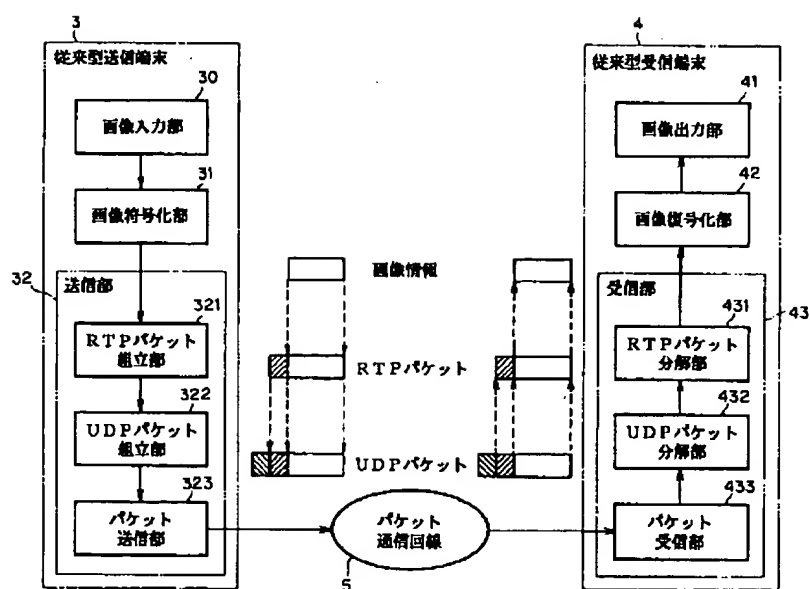 3
従来型送信端末
30
画像入力部
31
画像符号化部
32
送信部
321
RTPパケット
組立部
322
UDPパケット
組立部
323
パケット
送信部
画像情報
RTPパケット
UDPパケット
パケット
通信回線
5
4
従来型受信端末
41
画像出力部
42
画像復号化部
受信部
43
431
RTPパケット
分解部
432
UDPパケット
分解部
433
パケット
受信部